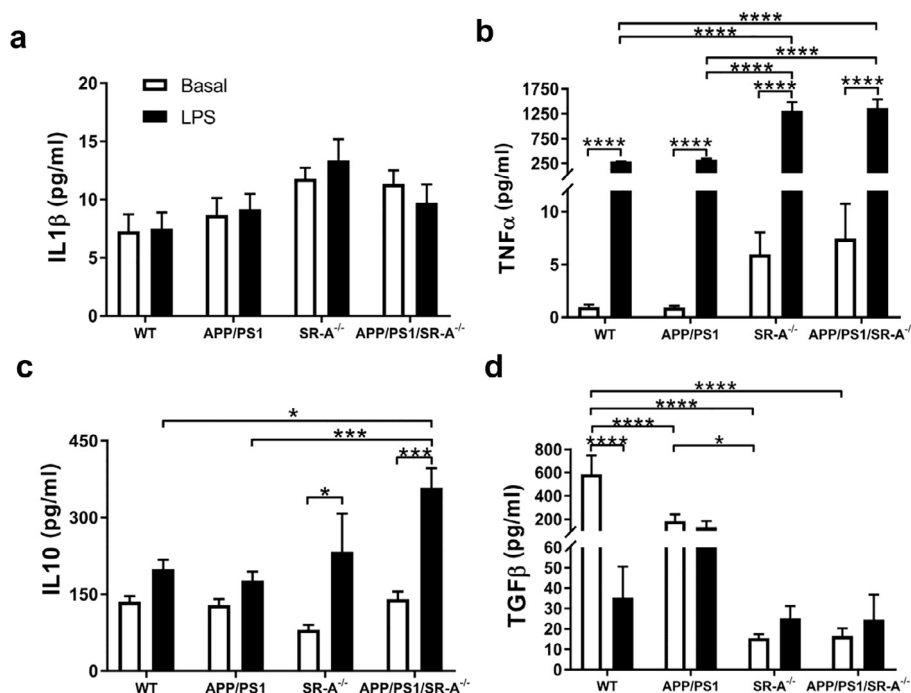 a
20
15
10
5
0
IL1β (pg/ml)
Basal
LPS
WT
APP/PS1
SR-A-/-
APP/PS1/SR-A-/-
b
****
****
****
****
****
****
****
****
1750
1250
750
250
10
5
0
TNFα (pg/ml)
WT
APP/PS1
SR-A-/-
APP/PS1/SR-A-/-
c
*
***
***
*
450
300
150
0
IL10 (pg/ml)
WT
APP/PS1
SR-A-/-
APP/PS1/SR-A-/-
d
****
****
****
****
*
800
600
400
200
60
50
40
30
20
10
0
TGFβ (pg/ml)
WT
APP/PS1
SR-A-/-
APP/PS1/SR-A-/-